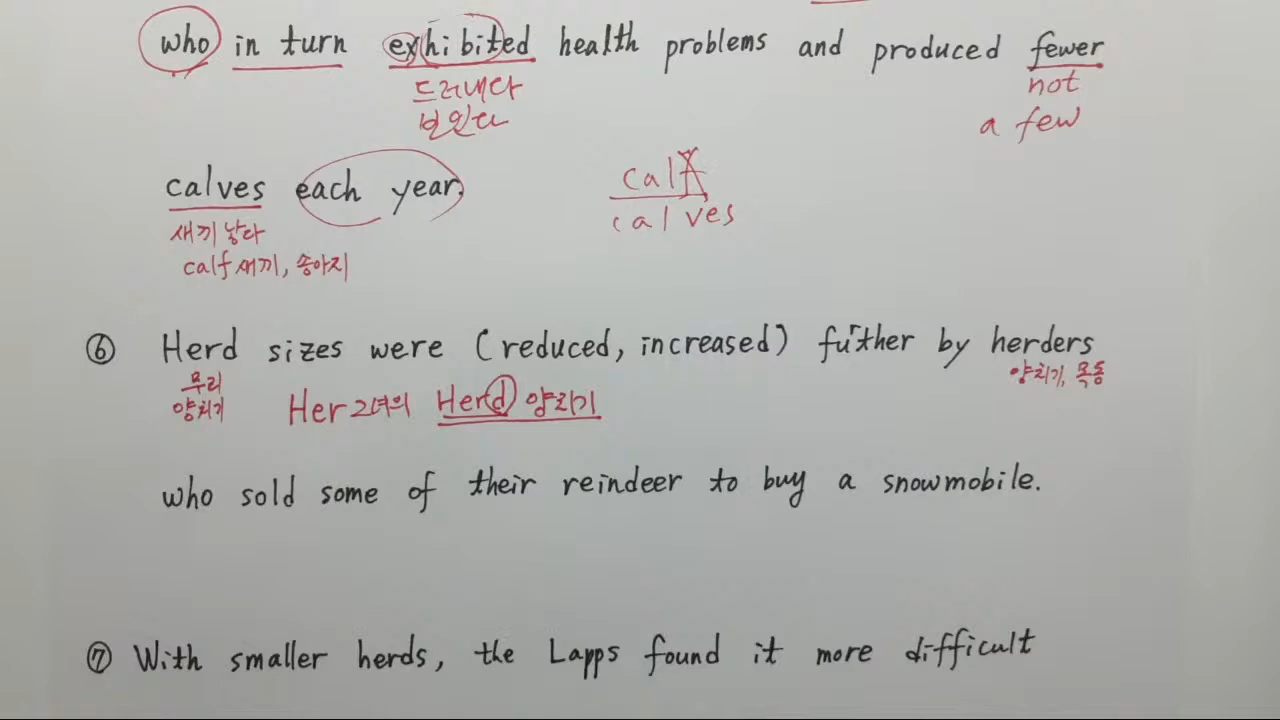 who in turn exhibited health problems and produced fewer
드러내다 not
보인다 a few
calves each year. calf
새끼 낳다 calves
calf 새끼, 송아지
⑥ Herd sizes were (reduced, increased) further by herders
무리 양치기, 목동
양치기 Her 그녀의 Herd 양치기
who sold some of their reindeer to buy a snowmobile.
⑦ With smaller herds, the Lapps found it more difficult